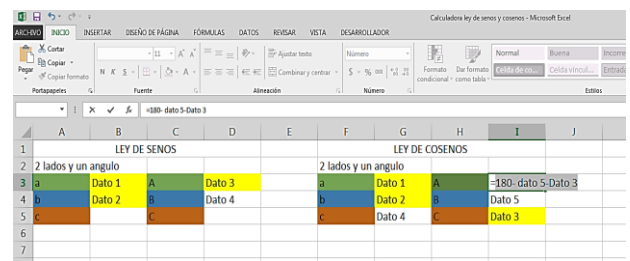 Calculadora ley de senos y cosenos - Microsoft Excel
ARCHIVO INICIO INSERTAR DISEÑO DE PÁGINA FÓRMULAS DATOS REVISAR VISTA DESARROLLADOR
Cortar
Copiar
Copiar formato
Pegar
11
N K S
Ajustar texto
Combinar y centrar
Número
$ - % 000
Formato condicional
Dar formato como tabla
Normal Buena Incorre
Celda de co... Celda vincul... Entrada
Portapapeles Fuente Alineación Número Estilos
=180- dato 5-Dato 3
A B C D E F G H I J
1 LEY DE SENOS LEY DE COSENOS
2 2 lados y un angulo 2 lados y un angulo
3 a Dato 1 A Dato 3 a Dato 1 A =180- dato 5-Dato 3
4 b Dato 2 B Dato 4 b Dato 2 B Dato 5
5 c C c Dato 4 C Dato 3
6
7